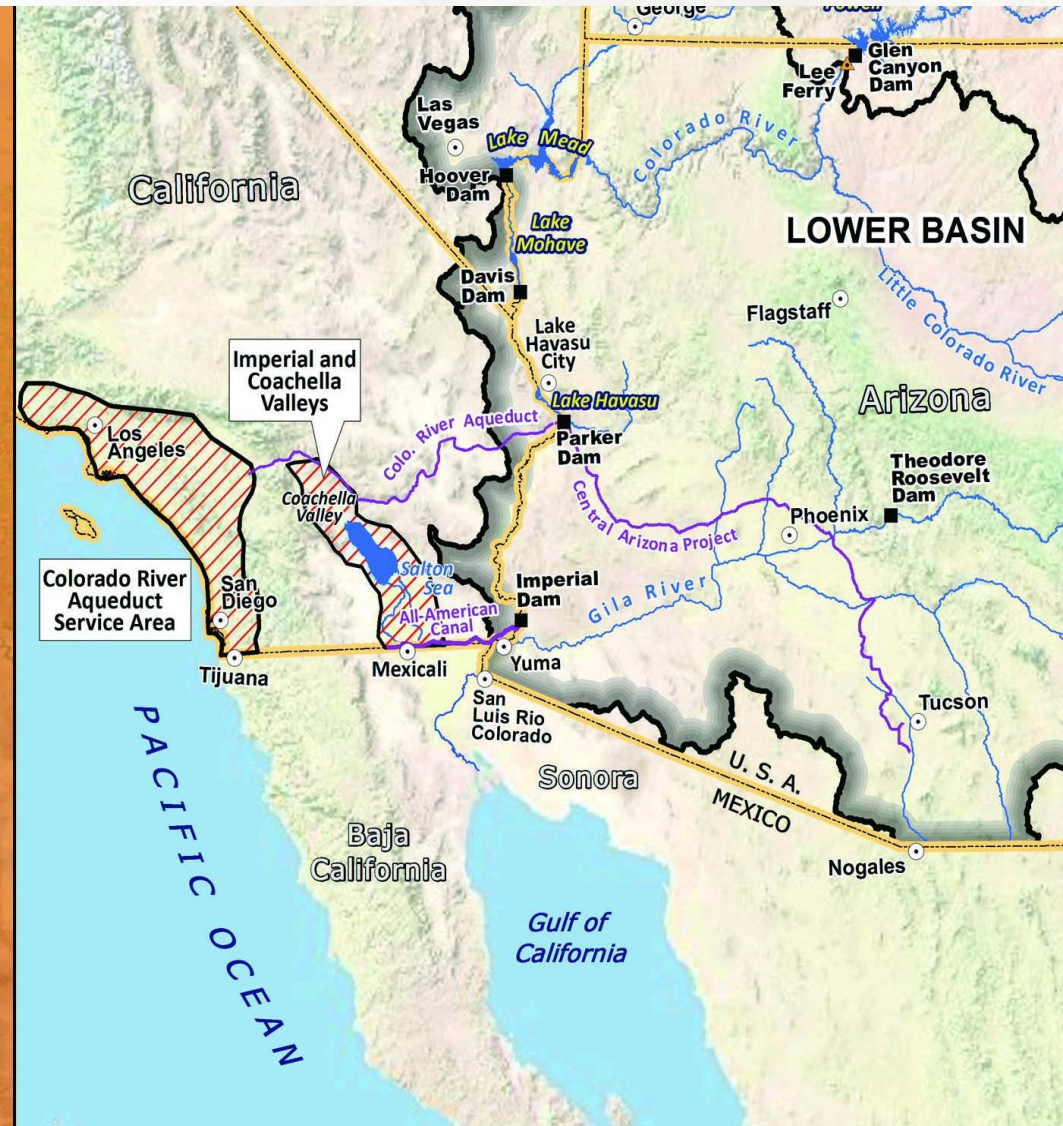 George
Powell
Glen
Canyon
Dam
Lee
Ferry
Las
Vegas
Lake Mead
Colorado River
California
Hoover
Dam
LOWER BASIN
Lake
Mohave
Davis
Dam
Little Colorado River
Flagstaff
Lake
Havasu
City
Imperial and
Coachella
Valleys
Arizona
Lake Havasu
Colo. River Aqueduct
Los
Angeles
Parker
Dam
Theodore
Roosevelt
Dam
Central Arizona Project
Coachella
Valley
Phoenix
Colorado River
Aqueduct
Service Area
San
Diego
Salton
Sea
Imperial
Dam
Gila River
All-American
Canal
Tijuana
Mexicali
Yuma
San
Luis Rio
Colorado
Tucson
PACIFIC OCEAN
Sonora
U. S. A.
MEXICO
Baja
California
Nogales
Gulf of
California